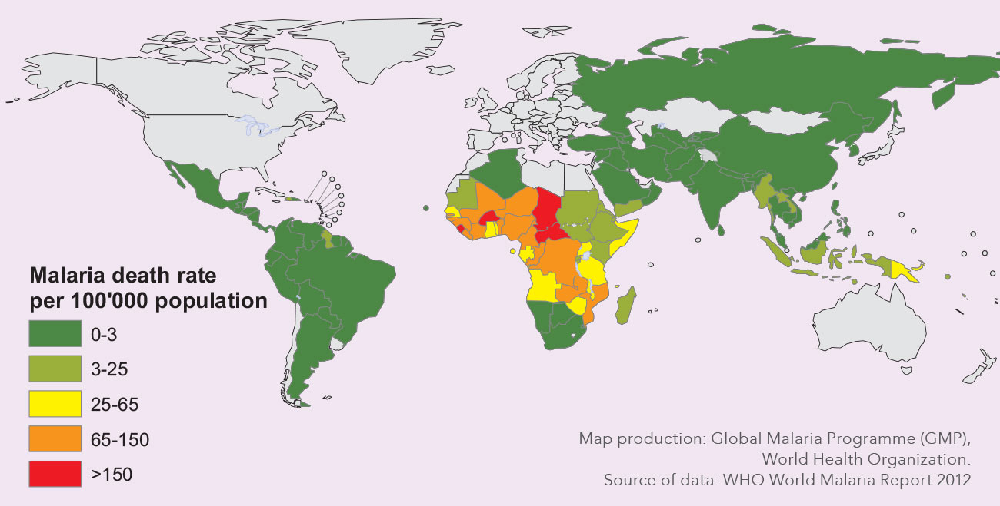 Malaria death rate
per 100'000 population
0-3
3-25
25-65
65-150
>150
Map production: Global Malaria Programme (GMP),
World Health Organization.
Source of data: WHO World Malaria Report 2012